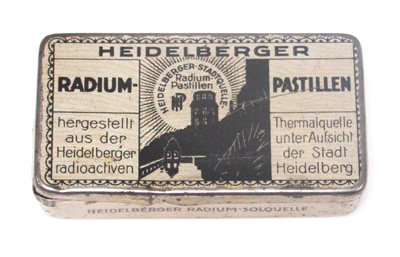 HEIDELBERGER
RADIUM-
PASTILLEN
HEIDELBERGER-STADTQUELLE
Radium-
Pastillen
hergestellt
aus der
Heidelberger
radioactiven
Thermalquelle
unter Aufsicht
der Stadt
Heidelberg.
HEIDELBERGER RADIUM-SOLQUELLE